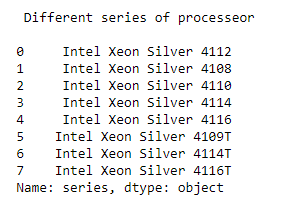 Different series of processeor
0 Intel Xeon Silver 4112
1 Intel Xeon Silver 4108
2 Intel Xeon Silver 4110
3 Intel Xeon Silver 4114
4 Intel Xeon Silver 4116
5 Intel Xeon Silver 4109T
6 Intel Xeon Silver 4114T
7 Intel Xeon Silver 4116T
Name: series, dtype: object